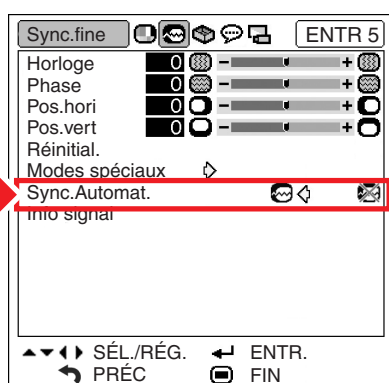 Sync.fine ENTR 5
Horloge 0 - +
Phase 0 - +
Pos.hori 0 - +
Pos.vert 0 - +
Réinitial.
Modes spéciaux
Sync.Automat.
Info signal
SÉL./RÉG. ENTR.
PRÉC FIN